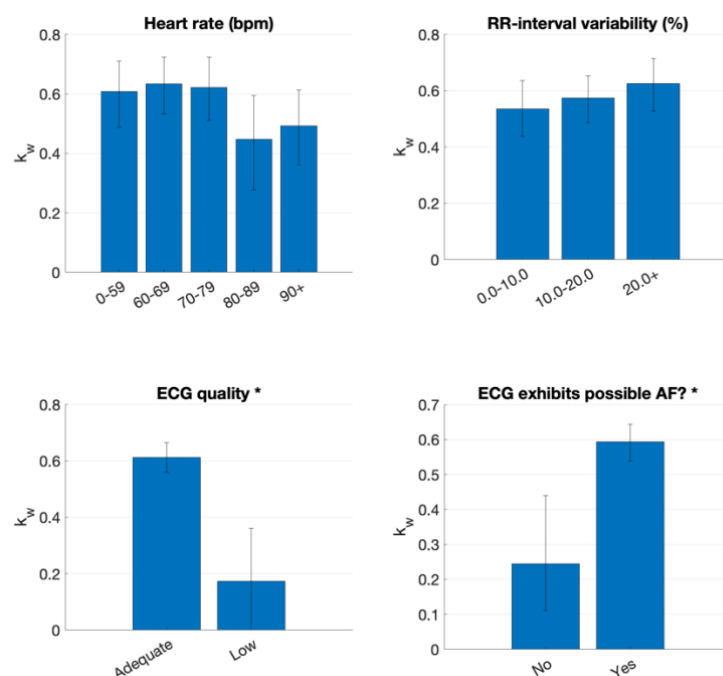 Heart rate (bpm)
0.8
0.6
0.4
0.2
0
k_w
0-59
60-69
70-79
80-89
90+
RR-interval variability (%)
0.8
0.6
0.4
0.2
0
k_w
0.0-10.0
10.0-20.0
20.0+
ECG quality *
0.8
0.6
0.4
0.2
0
k_w
Adequate
Low
ECG exhibits possible AF? *
0.7
0.6
0.5
0.4
0.3
0.2
0.1
0
k_w
No
Yes